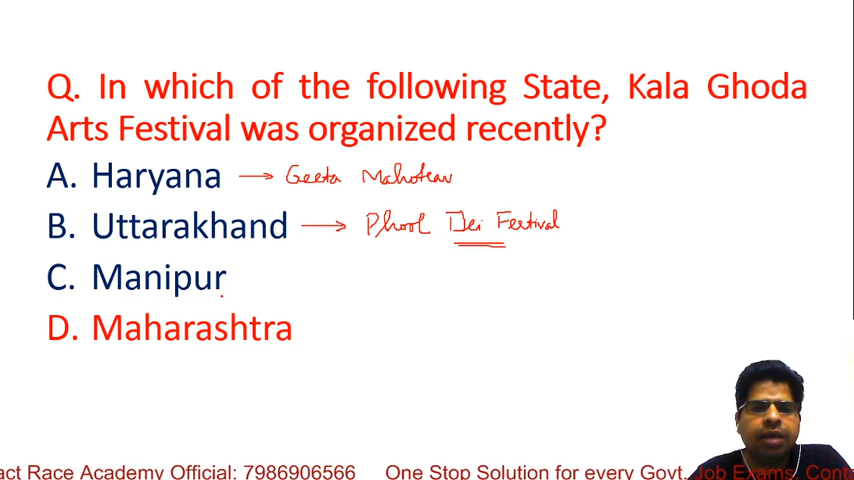 Q. In which of the following State, Kala Ghoda
Arts Festival was organized recently?
A. Haryana → Geeta Mahotsav
B. Uttarakhand → Phool Dei Festival
C. Manipur
D. Maharashtra
act Race Academy Official: 7986906566 One Stop Solution for every Govt. Job Exams. Cont